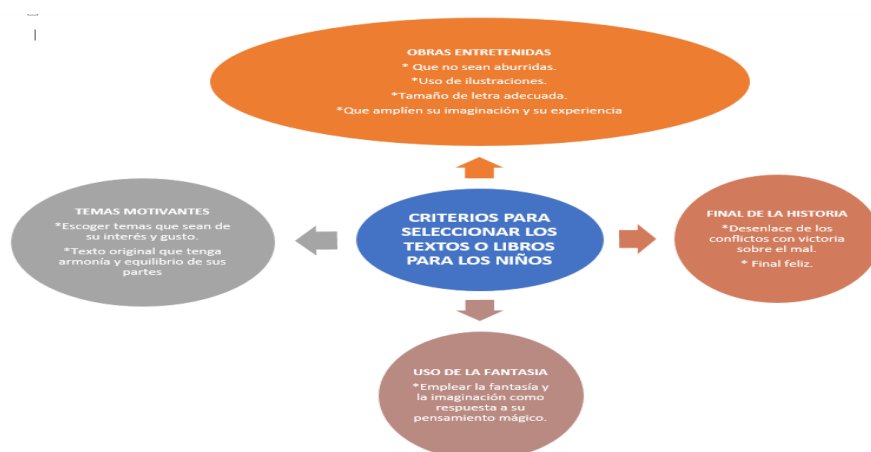 OBRAS ENTRETENIDAS
* Que no sean aburridas.
*Uso de ilustraciones.
*Tamaño de letra adecuada.
*Que amplíen su imaginación y su experiencia
TEMAS MOTIVANTES
*Escoger temas que sean de
su interés y gusto.
*Texto original que tenga
armonía y equilibrio de sus
partes
CRITERIOS PARA
SELECCIONAR LOS
TEXTOS O LIBROS
PARA LOS NIÑOS
FINAL DE LA HISTORIA
*Desenlace de los
conflictos con victoria
sobre el mal.
* Final feliz.
USO DE LA FANTASIA
*Emplear la fantasía y
la imaginación como
respuesta a su
pensamiento mágico.